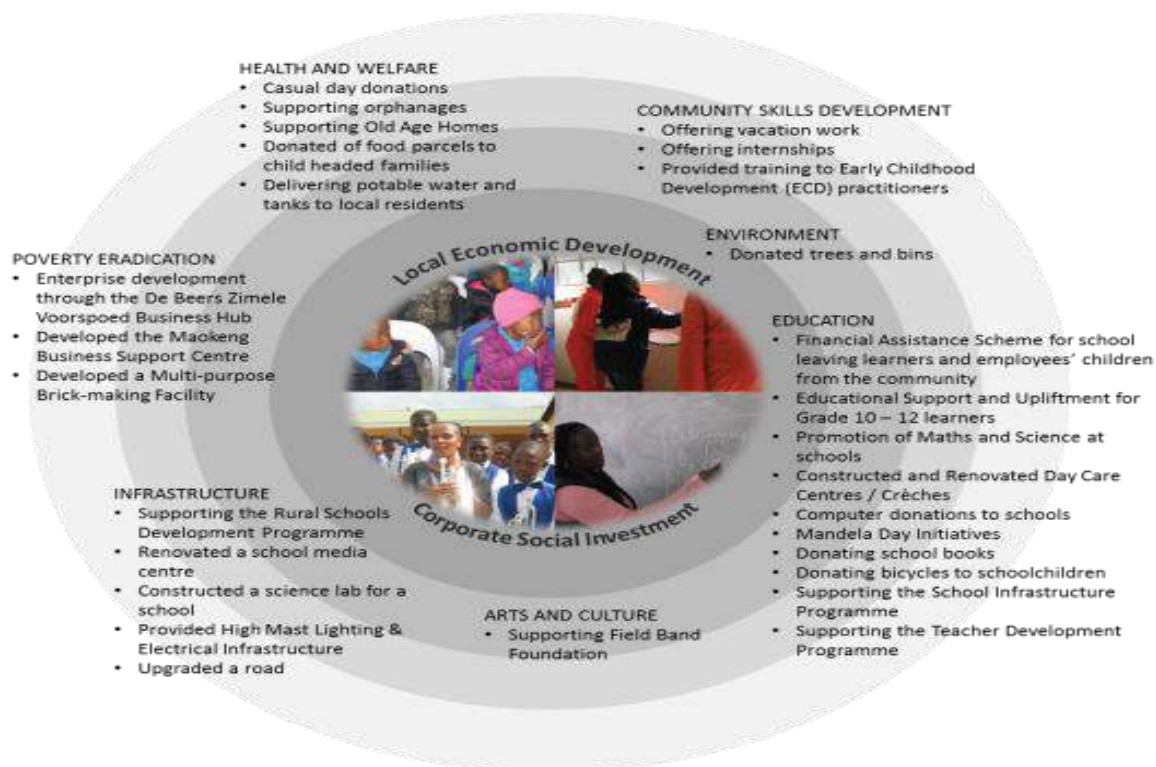 HEALTH AND WELFARE
• Casual day donations
• Supporting orphanages
• Supporting Old Age Homes
• Donated of food parcels to
child headed families
• Delivering potable water and
tanks to local residents
COMMUNITY SKILLS DEVELOPMENT
• Offering vacation work
• Offering internships
• Provided training to Early Childhood
Development (ECD) practitioners
ENVIRONMENT
• Donated trees and bins
POVERTY ERADICATION
• Enterprise development
through the De Beers Zimele
Voorspoed Business Hub
• Developed the Maokeng
Business Support Centre
• Developed a Multi-purpose
Brick-making Facility
Local Economic Development
Corporate Social Investment
EDUCATION
• Financial Assistance Scheme for school
leaving learners and employees' children
from the community
• Educational Support and Upliftment for
Grade 10 – 12 learners
• Promotion of Maths and Science at
schools
• Constructed and Renovated Day Care
Centres / Crèches
• Computer donations to schools
• Mandela Day Initiatives
• Donating school books
• Donating bicycles to schoolchildren
• Supporting the School Infrastructure
Programme
• Supporting the Teacher Development
Programme
INFRASTRUCTURE
• Supporting the Rural Schools
Development Programme
• Renovated a school media
centre
• Constructed a science lab for a
school
• Provided High Mast Lighting &
Electrical Infrastructure
• Upgraded a road
ARTS AND CULTURE
• Supporting Field Band
Foundation